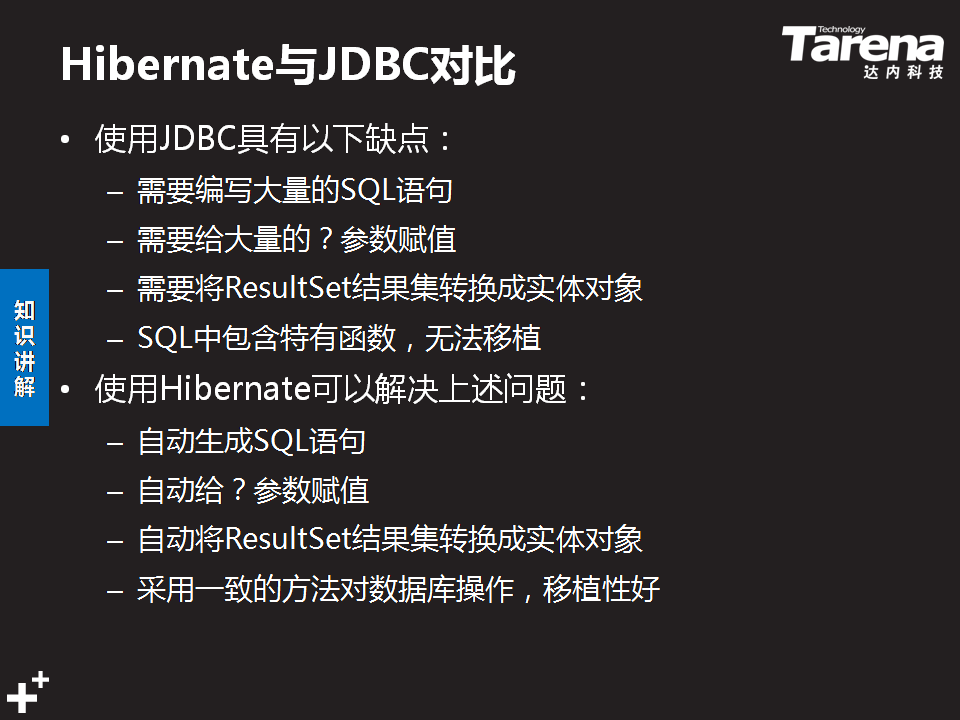 Hibernate与JDBC对比
Technology
Tarena
达内科技
• 使用JDBC具有以下缺点：
– 需要编写大量的SQL语句
– 需要给大量的？参数赋值
– 需要将ResultSet结果集转换成实体对象
– SQL中包含特有函数，无法移植
• 使用Hibernate可以解决上述问题：
– 自动生成SQL语句
– 自动给？参数赋值
– 自动将ResultSet结果集转换成实体对象
– 采用一致的方法对数据库操作，移植性好
知
识
讲
解